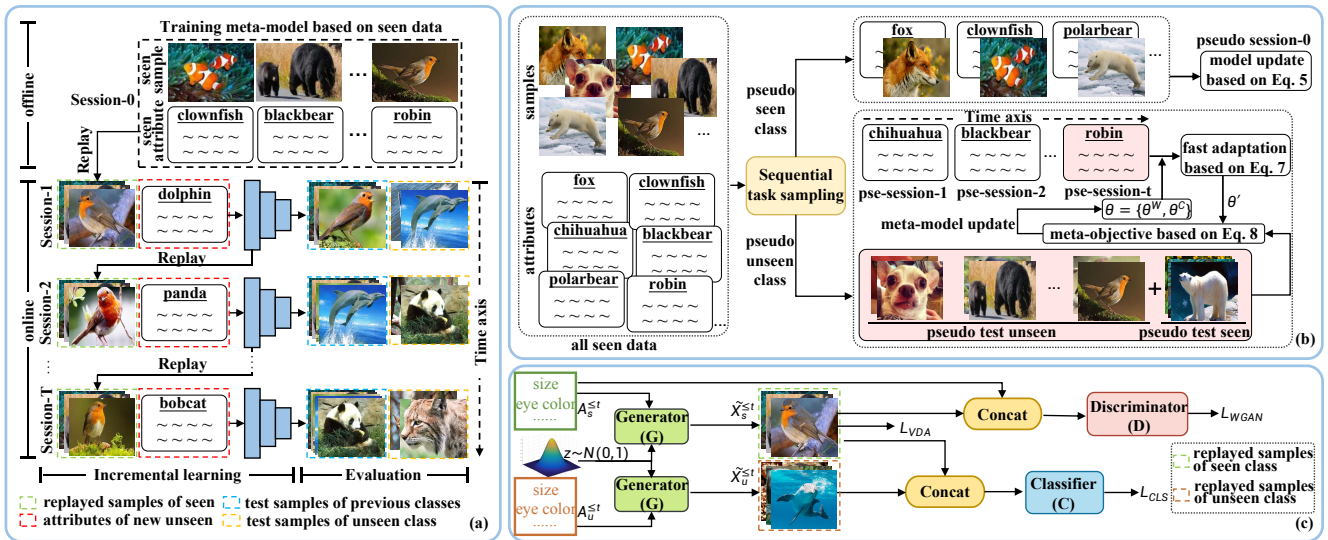 Training meta-model based on seen data
offline
Session-0
seen sample
seen attribute
clownfish
blackbear
...
robin
~ ~ ~ ~
~ ~ ~ ~
~ ~ ~ ~
Replay
online
Session-1
dolphin
~ ~ ~ ~
~ ~ ~ ~
Replay
Session-2
panda
~ ~ ~ ~
~ ~ ~ ~
Replay
Session-T
bobcat
~ ~ ~ ~
~ ~ ~ ~
Time axis
Incremental learning
Evaluation
replayed samples of seen
test samples of previous classes
attributes of new unseen
test samples of unseen class
(a)
samples
...
attributes
fox
clownfish
chihuahua
blackbear
polarbear
robin
...
all seen data
Sequential
task sampling
pseudo
seen
class
pseudo
unseen
class
fox
clownfish
polarbear
...
pseudo session-0
model update
based on Eq. 5
Time axis
chihuahua
blackbear
robin
~ ~ ~ ~
~ ~ ~ ~
...
pse-session-1
pse-session-2
pse-session-t
fast adaptation
based on Eq. 7
θ = {θ^W, θ^C}
θ′
meta-model update
meta-objective based on Eq. 8
...
+
pseudo test unseen
pseudo test seen
(b)
size
eye color
......
A_s^≤t
Generator
(G)
X̃_s^≤t
z~N(0,1)
size
eye color
......
A_u^≤t
Generator
(G)
X̃_u^≤t
L_VDA
Concat
Discriminator
(D)
L_WGAN
Concat
Classifier
(C)
L_CLS
replayed samples
of seen class
replayed samples
of unseen class
(c)